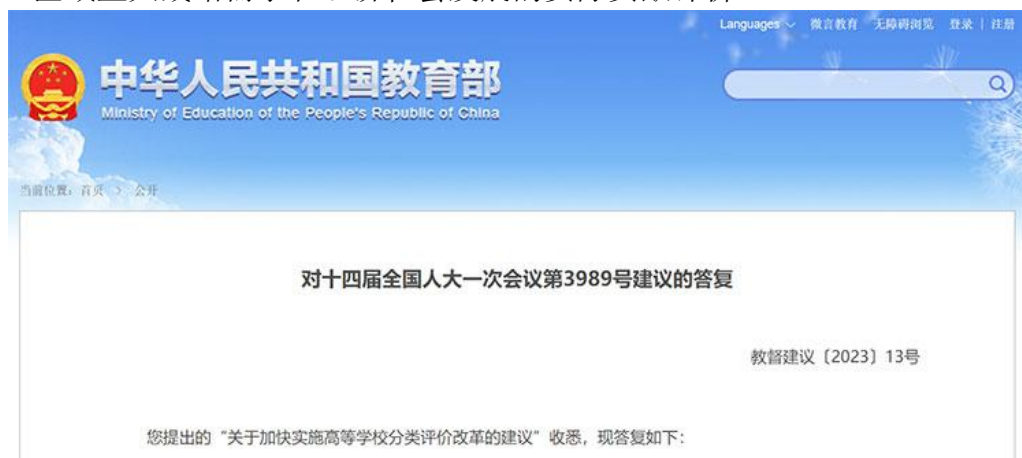 Languages 微言教育 无障碍浏览 登录 | 注册
中华人民共和国教育部
Ministry of Education of the People's Republic of China
当前位置：首页 > 公开
对十四届全国人大一次会议第3989号建议的答复
教督建议〔2023〕13号
您提出的“关于加快实施高等学校分类评价改革的建议”收悉，现答复如下：